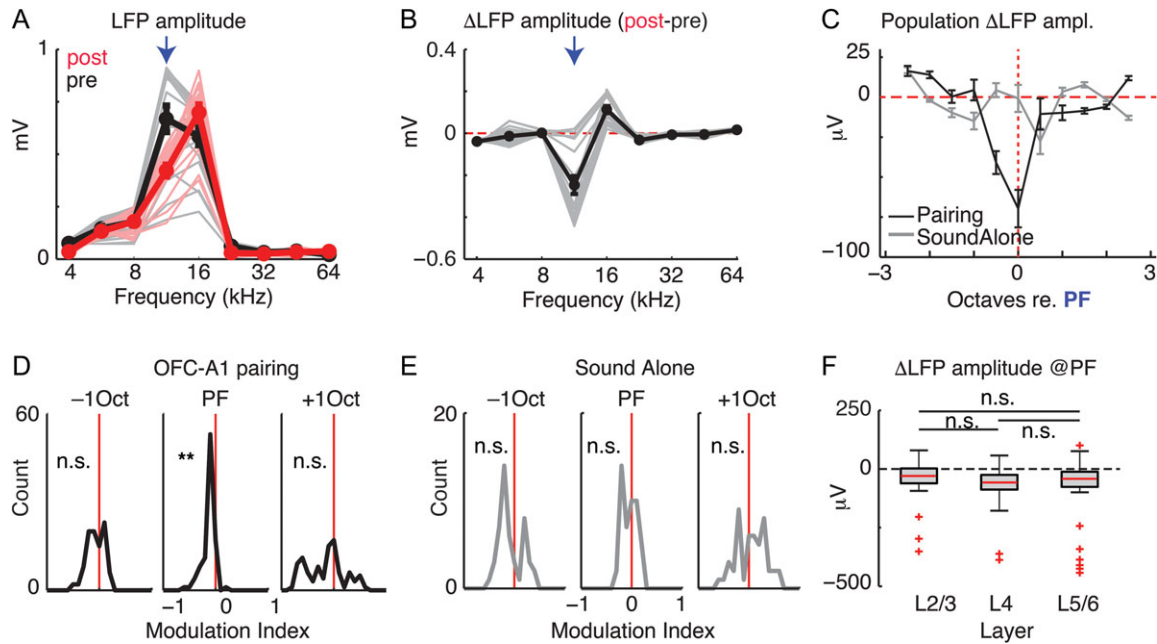 A LFP amplitude
1
post
pre
mV
0
4 8 16 32 64
Frequency (kHz)
B ΔLFP amplitude (post-pre)
0.4
0
mV
−0.6
4 8 16 32 64
Frequency (kHz)
C Population ΔLFP ampl.
25
0
μV
Pairing
SoundAlone
−100
−3 0 3
Octaves re. PF
D OFC-A1 pairing
−1Oct PF +1Oct
60
n.s. ** n.s.
Count
0
−1 0 1
Modulation Index
E Sound Alone
−1Oct PF +1Oct
20
n.s. n.s. n.s.
Count
0
−1 0 1
Modulation Index
F ΔLFP amplitude @PF
250
n.s.
n.s. n.s.
0
μV
−500
L2/3 L4 L5/6
Layer